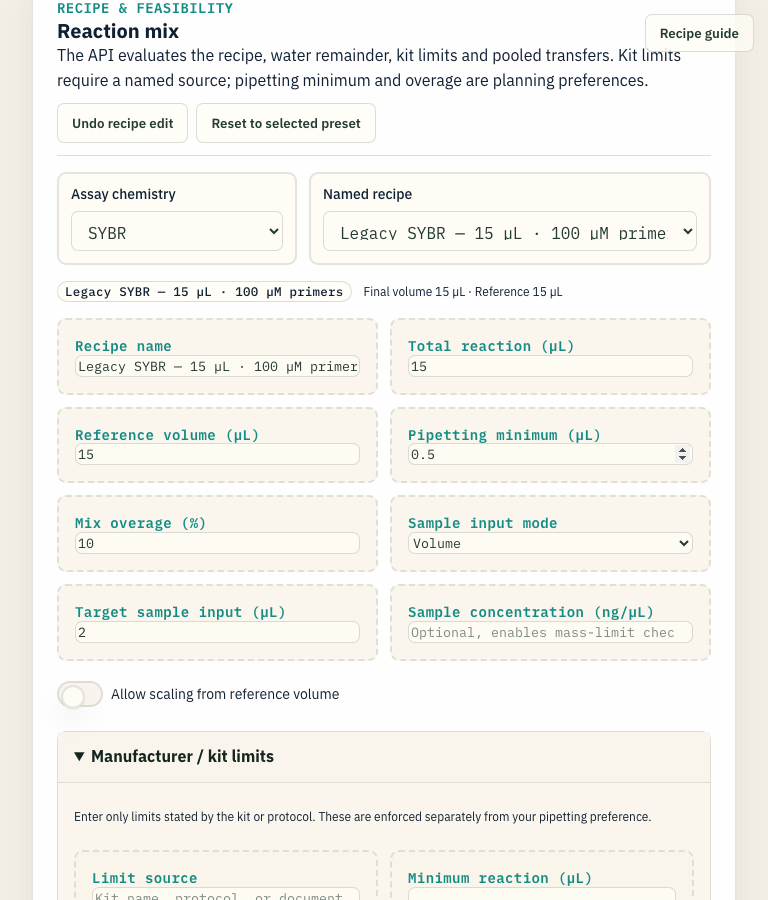 RECIPE & FEASIBILITY
Reaction mix
Recipe guide
The API evaluates the recipe, water remainder, kit limits and pooled transfers. Kit limits
require a named source; pipetting minimum and overage are planning preferences.
Undo recipe edit
Reset to selected preset
Assay chemistry
Named recipe
SYBR
Legacy SYBR — 15 µL · 100 µM prime
Legacy SYBR — 15 µL · 100 µM primers
Final volume 15 µL · Reference 15 µL
Recipe name
Total reaction (µL)
Legacy SYBR — 15 µL · 100 µM primer
15
Reference volume (µL)
Pipetting minimum (µL)
15
0.5
Mix overage (%)
Sample input mode
10
Volume
Target sample input (µL)
Sample concentration (ng/µL)
2
Optional, enables mass-limit chec
Allow scaling from reference volume
▼ Manufacturer / kit limits
Enter only limits stated by the kit or protocol. These are enforced separately from your pipetting preference.
Limit source
Minimum reaction (µL)
Kit name, protocol, or document